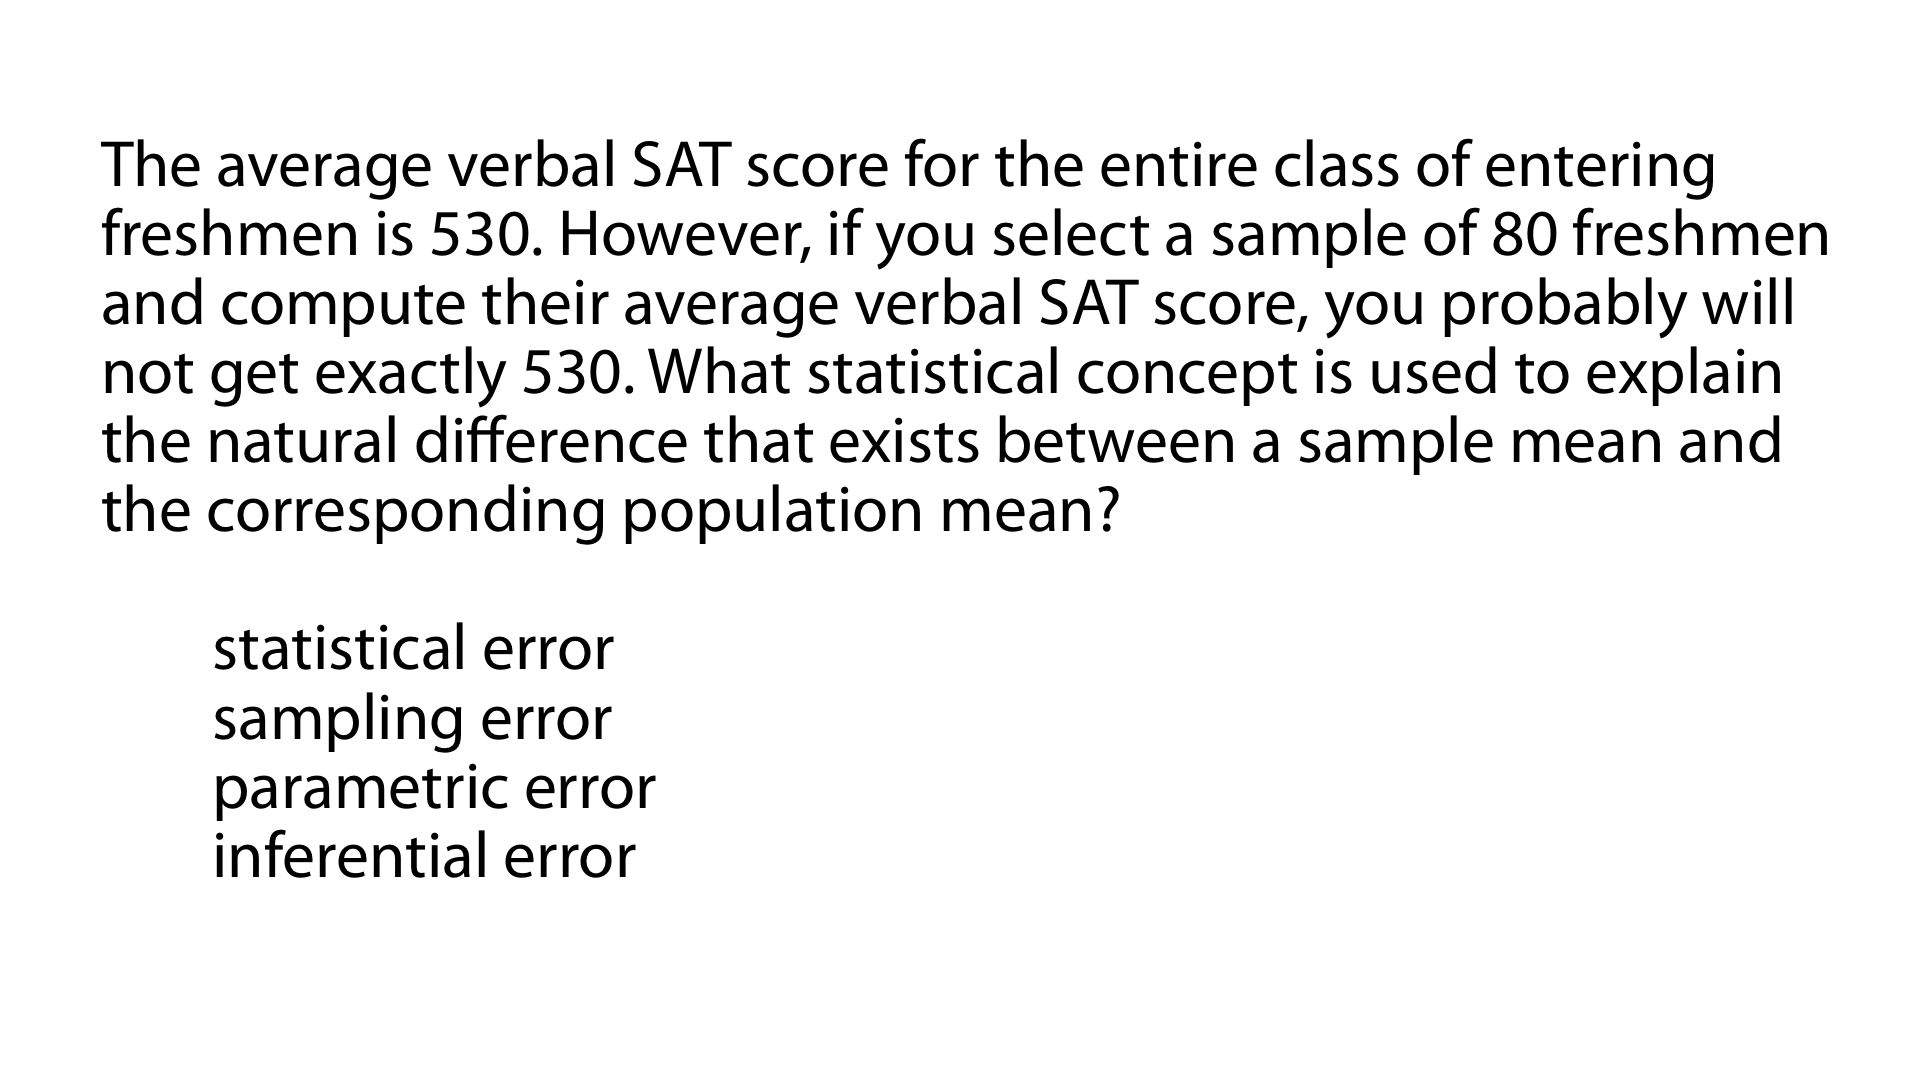 The average verbal SAT score for the entire class of entering
freshmen is 530. However, if you select a sample of 80 freshmen
and compute their average verbal SAT score, you probably will
not get exactly 530. What statistical concept is used to explain
the natural difference that exists between a sample mean and
the corresponding population mean?
statistical error
sampling error
parametric error
inferential error